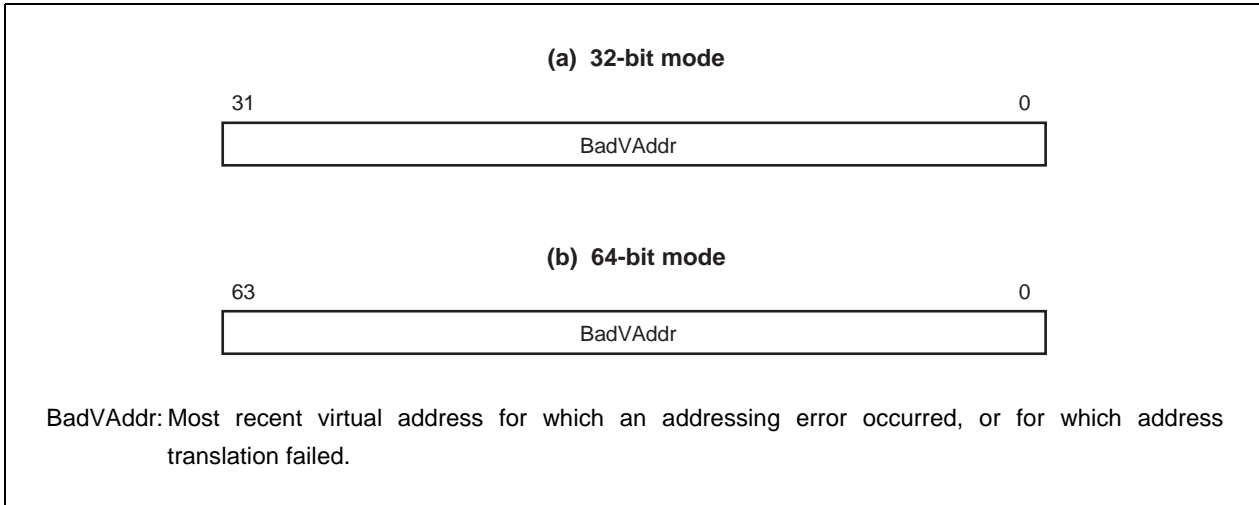 (a) 32-bit mode
31 0
BadVAddr
(b) 64-bit mode
63 0
BadVAddr
BadVAddr: Most recent virtual address for which an addressing error occurred, or for which address
translation failed.